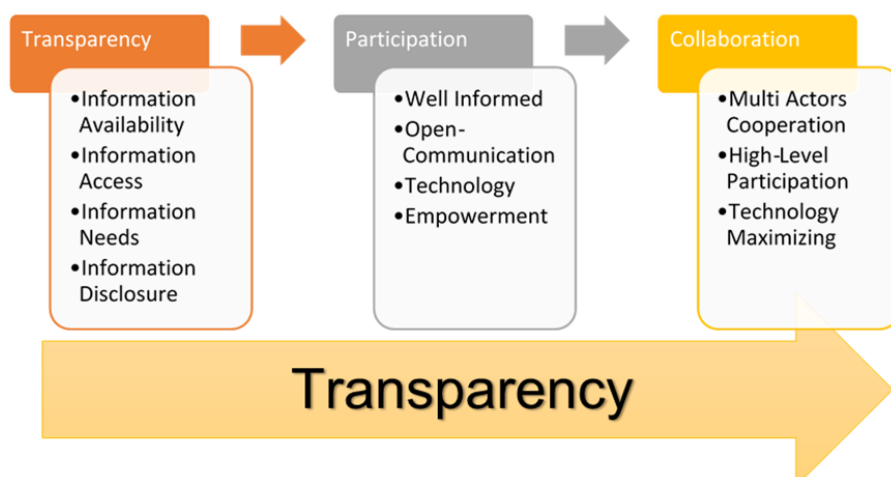 Transparency
•Information
Availability
•Information
Access
•Information
Needs
•Information
Disclosure
Participation
•Well Informed
•Open-
Communication
•Technology
•Empowerment
Collaboration
•Multi Actors
Cooperation
•High-Level
Participation
•Technology
Maximizing
Transparency